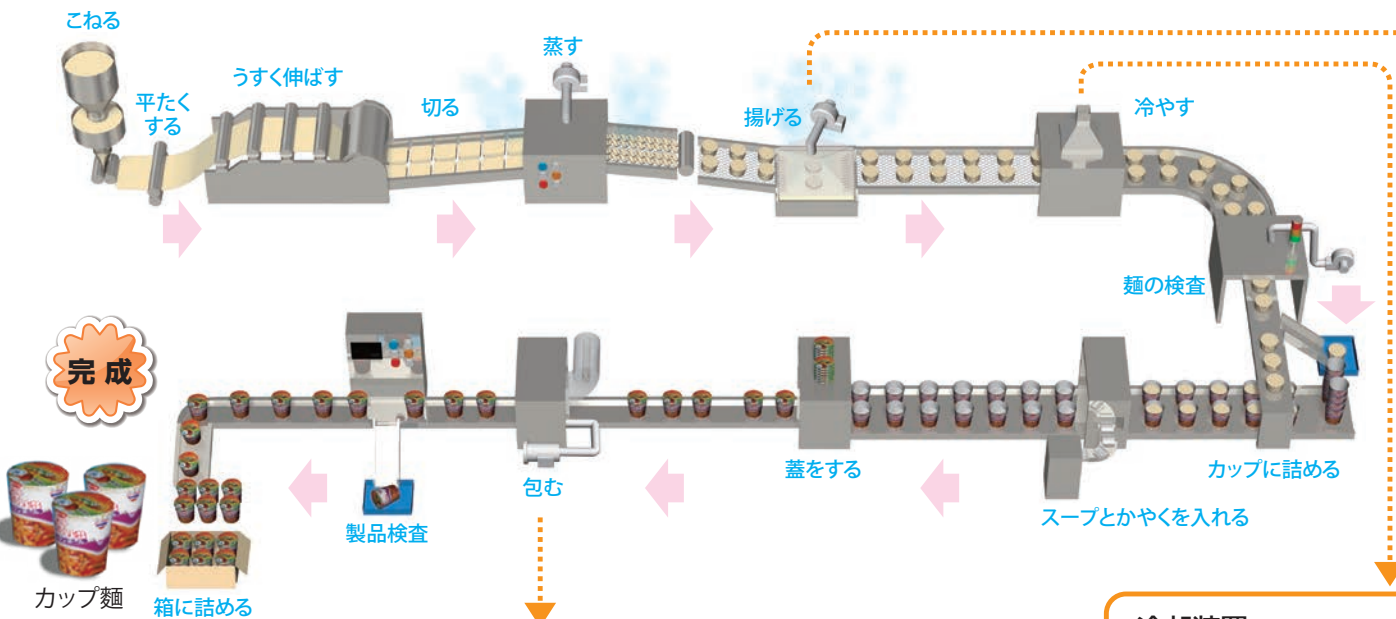 こねる
平たく
する
うすく伸ばす
切る
蒸す
揚げる
冷やす
麺の検査
カップに詰める
スープとかやくを入れる
蓋をする
包む
製品検査
箱に詰める
完成
カップ麺